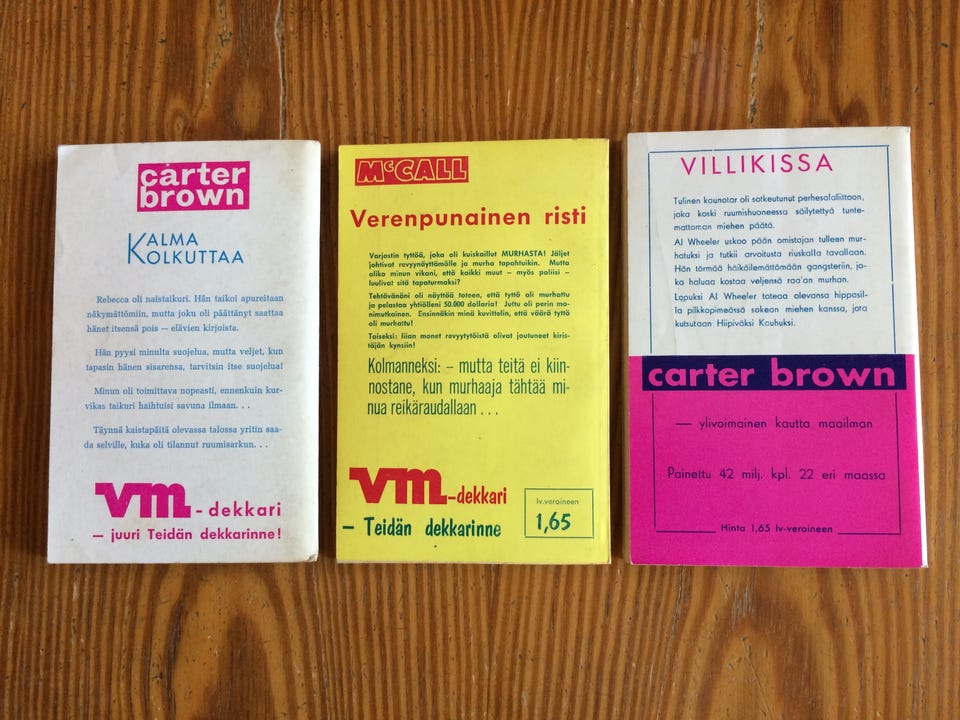 carter
brown
KALMA
KOLKUTTAA
Rebecca oli naistaikuri. Hän taikoi apureitaan
näkymättömiin, mutta joku oli päättänyt saattaa
hänet itsensä pois — elävien kirjoista.
Hän pyysi minulta suojelua, mutta veljet, kun
tapasin hänen sisarensa, tarvitsin itse suojelua!
Minun oli toimittava nopeasti, ennenkuin kur-
vikas taikuri haihtuisi savuna ilmaan. . .
Täynnä kaistapäitä olevassa talossa yritin saa-
da selville, kuka oli tilannut ruumisarkun. . .
vm - dekkari
— juuri Teidän dekkarinne!
McCALL
Verenpunainen risti
Varjostin tyttöä, joka oli kuiskaillut MURHASTA! Jäljet
johtivat revyynäyttämölle ja murha tapahtuikin. Mutta
oliko minun vikani, että kaikki muut — myös poliisi —
luulivat sitä tapaturmaksi?
Tehtävänäni oli näyttää toteen, että tyttö oli murhattu
ja pelastaa yhtiölleni 50.000 dollaria! Juttu oli perin mo-
nimutkainen. Ensinnäkin minä kuvittelin, että väärä tyttö
oli murhattu!
Toiseksi: liian monet revyytytöistä olivat joutuneet kiris-
täjän kynsiin!
Kolmanneksi: – mutta teitä ei kiin-
nostane, kun murhaaja tähtää mi-
nua reikäraudallaan . . .
vm -dekkari
— Teidän dekkarinne
lv.veroineen
1,65
VILLIKISSA
Tulinen kaunotar oli sotkeutunut perhesalaliittoon,
joka koski ruumishuoneessa säilytettyä tunte-
mattoman miehen päätä.
Al Wheeler uskoo pään omistajan tulleen mur-
hatuksi ja tutkii arvoitusta riuskalla tavallaan.
Hän törmää häikäilemättömään gangsteriin, jo-
ka haluaa kostaa veljensä raa'an murhan.
Lopuksi Al Wheeler toteaa olevansa hippasil-
la pilkkopimeässä sokean miehen kanssa, jota
kutsutaan Hiipiväksi Kauhuksi.
carter brown
— ylivoimainen kautta maailman
Painettu 42 milj. kpl. 22 eri maassa
Hinta 1,65 lv-veroineen